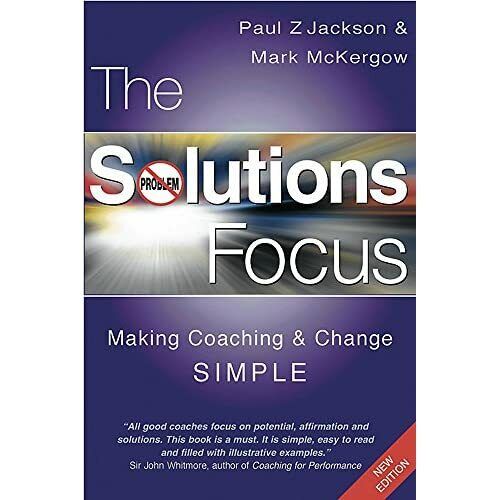 Paul Z Jackson &
Mark McKergow
The
Solutions
PROBLEM
Focus
Making Coaching & Change
SIMPLE
“All good coaches focus on potential, affirmation and
solutions. This book is a must. It is simple, easy to read
and filled with illustrative examples.”
Sir John Whitmore, author of Coaching for Performance
NEW
EDITION